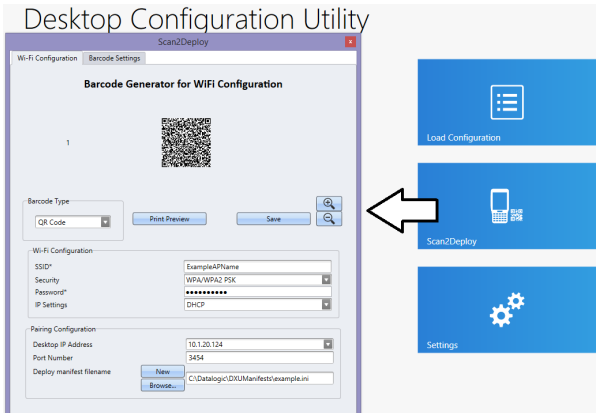 Desktop Configuration Utility
Scan2Deploy
x
Wi-Fi Configuration Barcode Settings
Barcode Generator for WiFi Configuration
1
Barcode Type
QR Code
Print Preview
Save
Wi-Fi Configuration
SSID* ExampleAPName
Security WPA/WPA2 PSK
Password* ●●●●●●●●●●
IP Settings DHCP
Pairing Configuration
Desktop IP Address 10.1.20.124
Port Number 3454
Deploy manifest filename New
Browse... C:\Datalogic\DXUManifests\example.ini
Load Configuration
Scan2Deploy
Settings